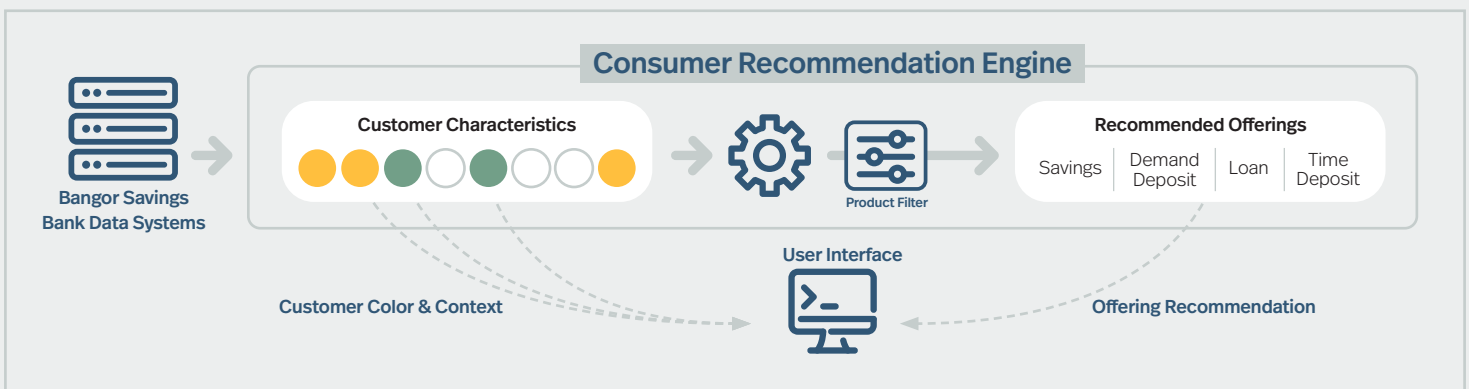 Consumer Recommendation Engine
Bangor Savings
Bank Data Systems
Customer Characteristics
Product Filter
Recommended Offerings
Savings
Demand
Deposit
Loan
Time
Deposit
User Interface
Customer Color & Context
Offering Recommendation